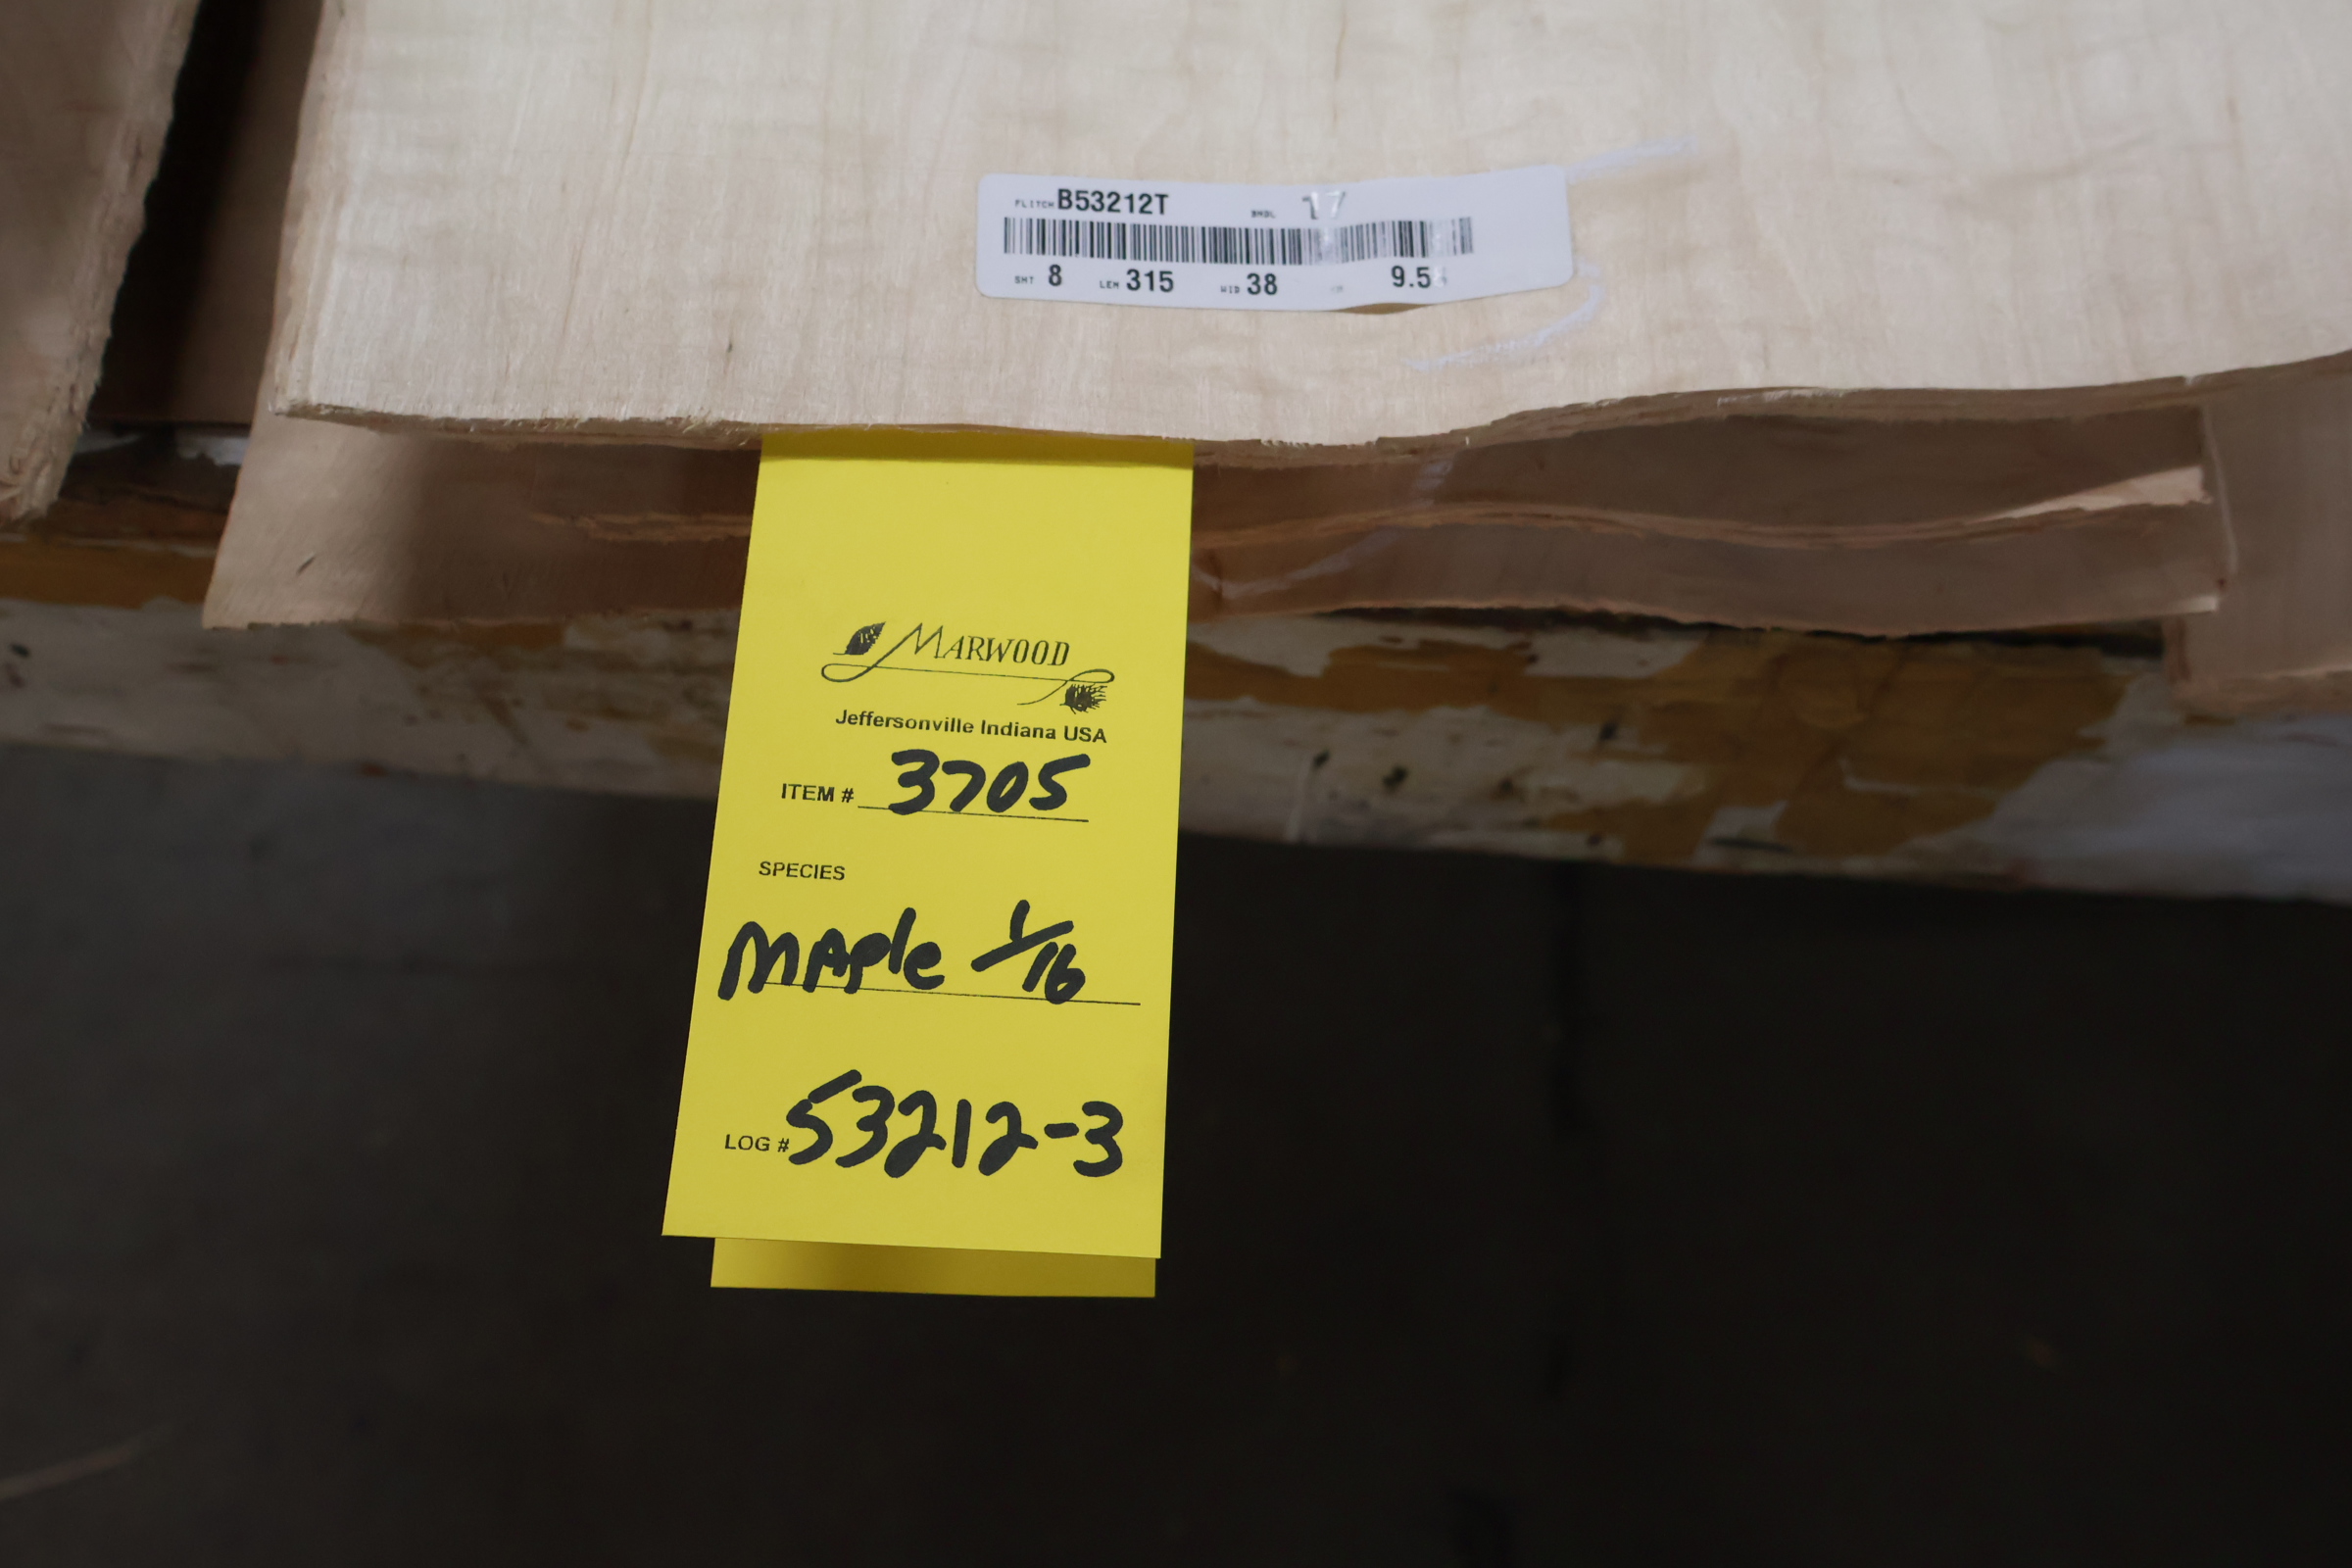 FLITCH B53212T BNDL 17
SHT 8 LEN 315 WID 38 9.5
MARWOOD
Jeffersonville Indiana USA
ITEM # 3705
SPECIES
MAPle 1/16
LOG # 53212-3